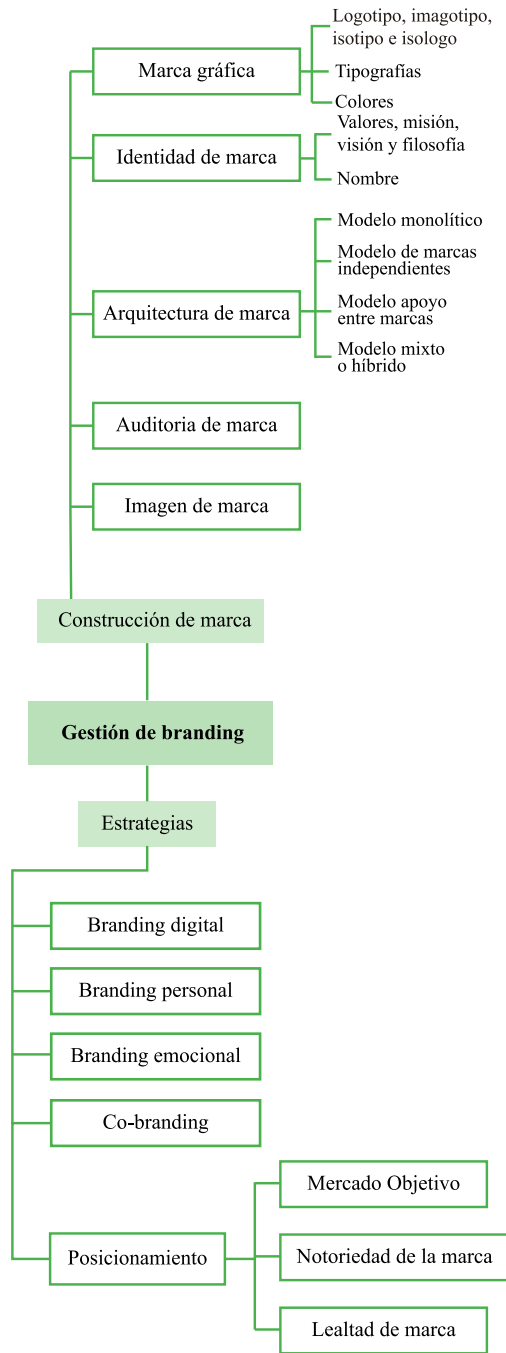 Logotipo, imagotipo,
isotipo e isologo
Marca gráfica
Tipografías
Colores
Valores, misión,
visión y filosofía
Identidad de marca
Nombre
Modelo monolítico
Modelo de marcas
independientes
Arquitectura de marca
Modelo apoyo
entre marcas
Modelo mixto
o híbrido
Auditoria de marca
Imagen de marca
Construcción de marca
Gestión de branding
Estrategias
Branding digital
Branding personal
Branding emocional
Co-branding
Posicionamiento
Mercado Objetivo
Notoriedad de la marca
Lealtad de marca